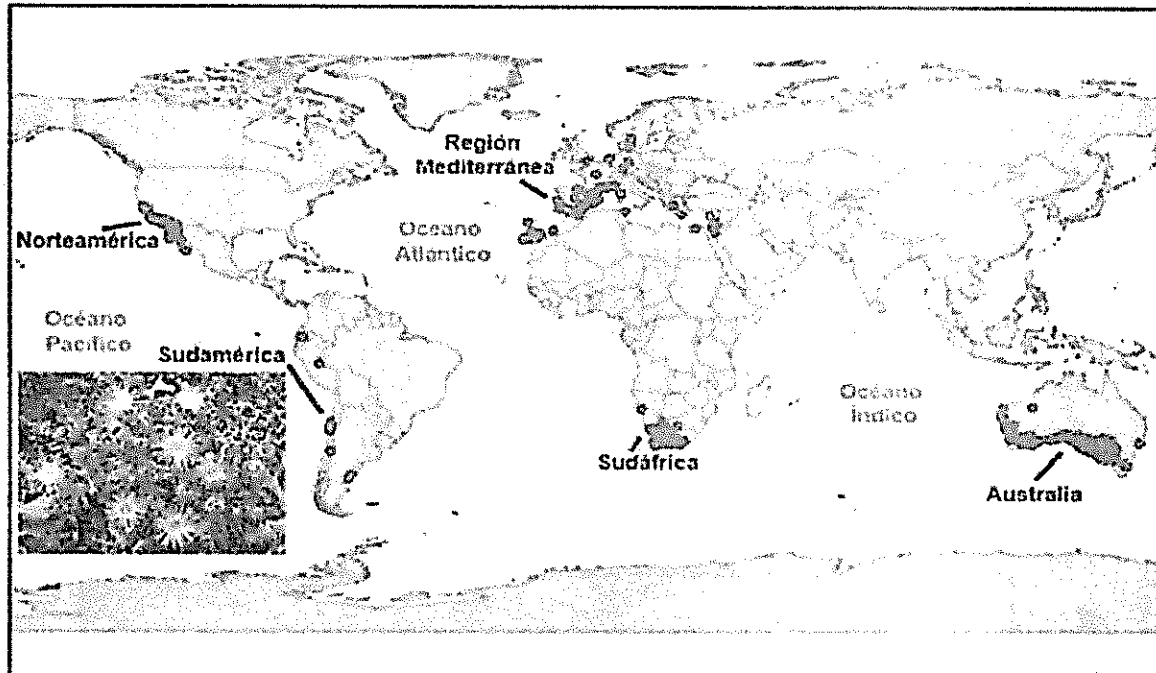 Región
Mediterránea
Norteamérica
Océano
Atlántico
Océano
Pacífico
Sudamérica
Océano
Índico
Sudáfrica
Australia